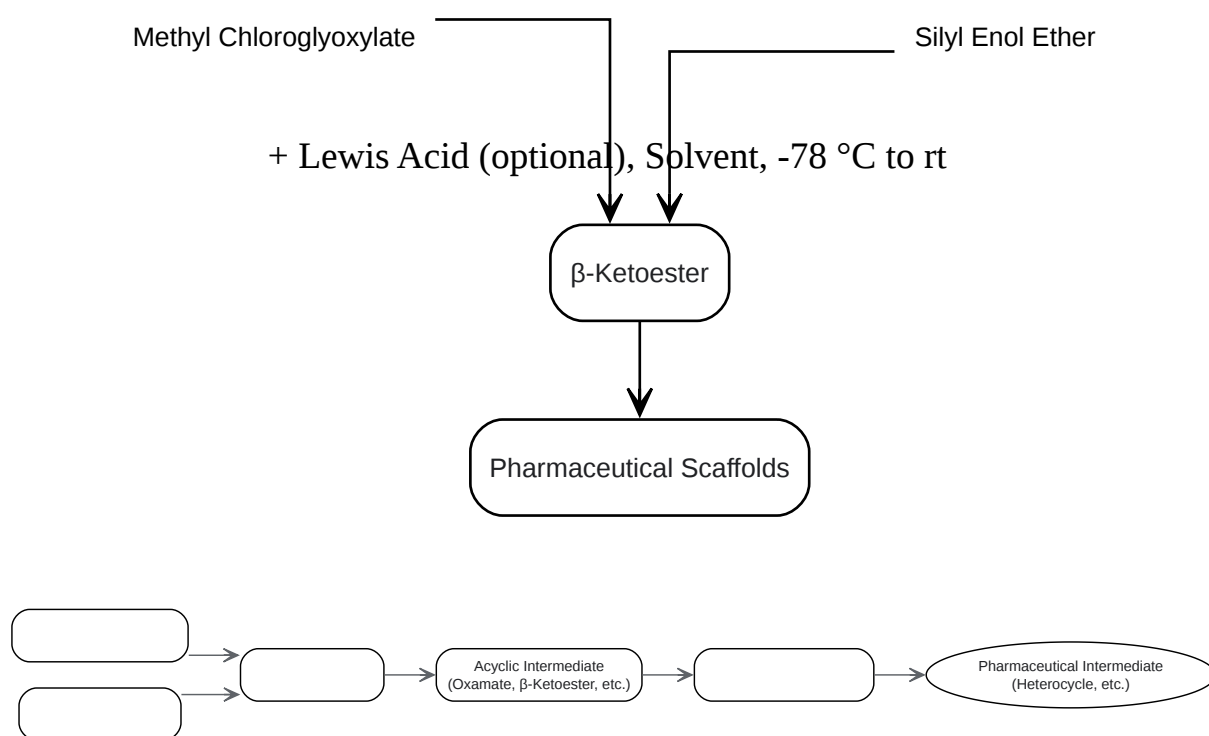 Methyl Chloroglyoxylate
Silyl Enol Ether
+ Lewis Acid (optional), Solvent, -78 °C to rt
β-Ketoester
Pharmaceutical Scaffolds
Acyclic Intermediate
(Oxamate, β-Ketoester, etc.)
Pharmaceutical Intermediate
(Heterocycle, etc.)